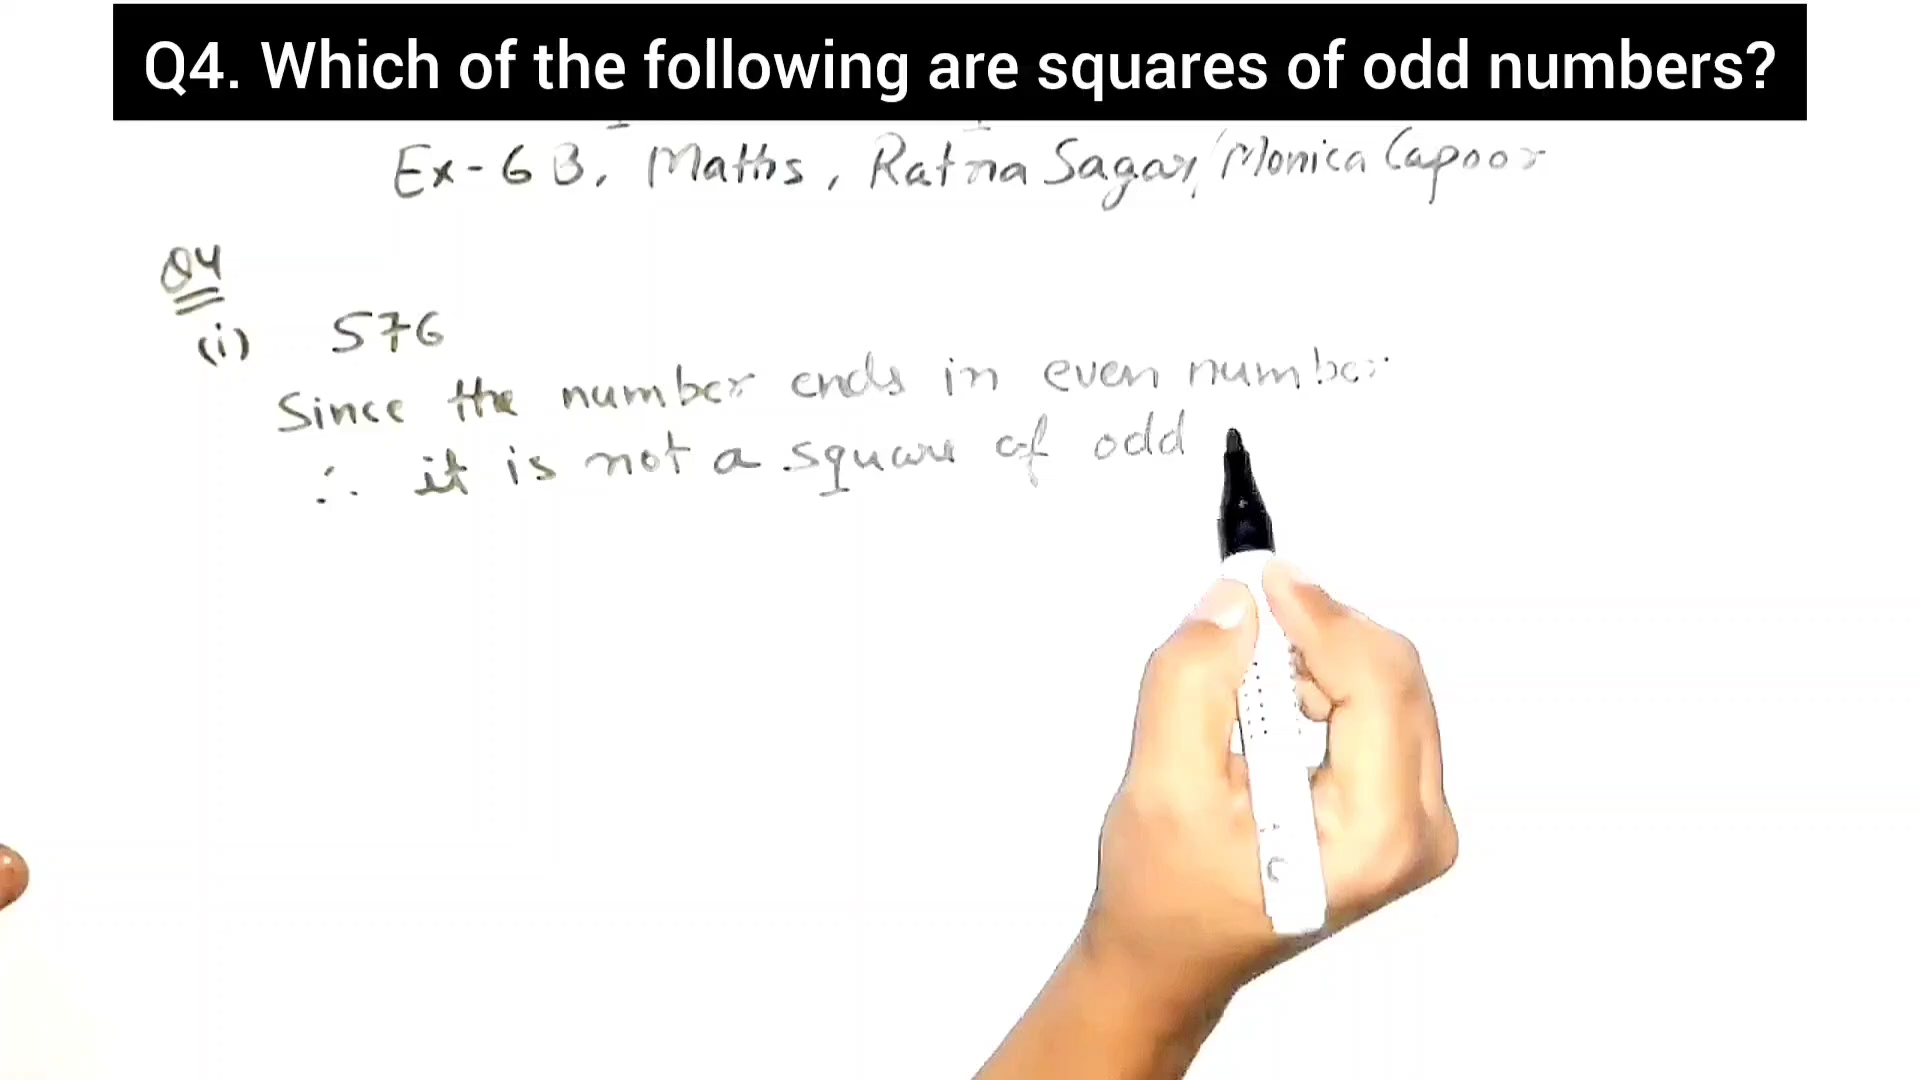 Q4. Which of the following are squares of odd numbers?
Ex-6B, Maths, Ratna Sagar/Monica Capoor
Q4
(i) 576
Since the number ends in even number
∴ it is not a square of odd